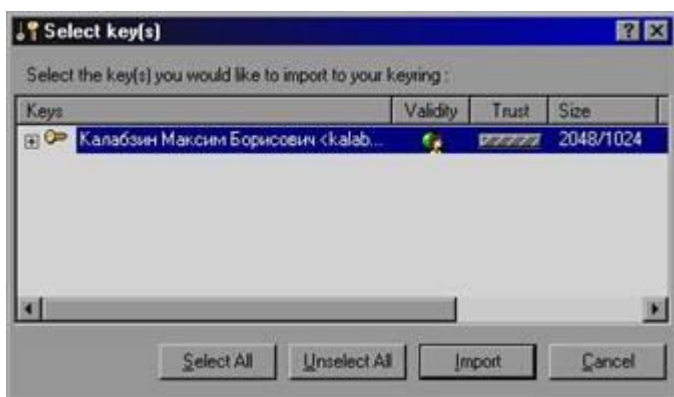 Select key(s)
Select the key(s) you would like to import to your keyring :
Keys Validity Trust Size
Калабзин Максим Борисович <kalab... 2048/1024
Select All Unselect All Import Cancel